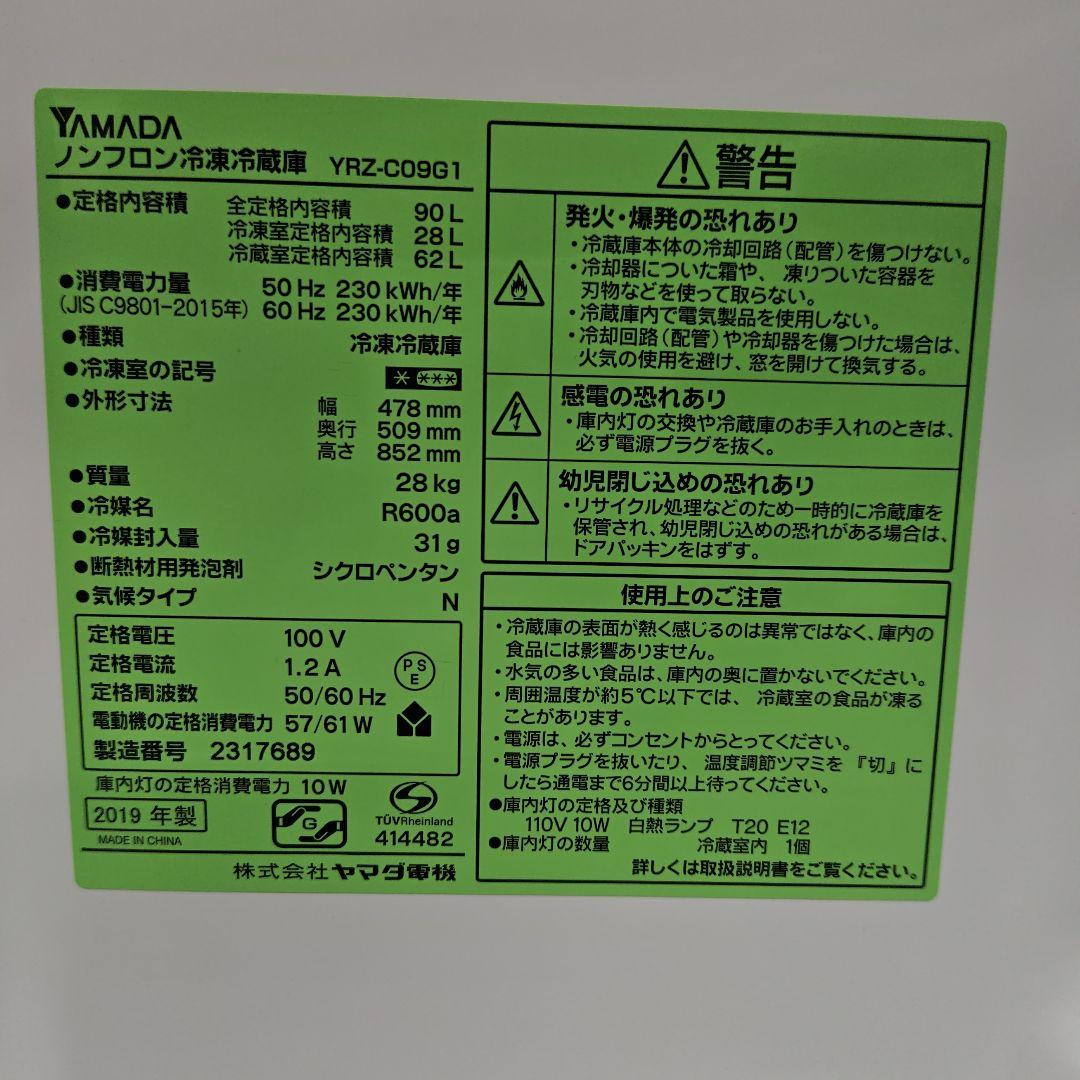 YAMADA
ノンフロン冷凍冷蔵庫 YRZ-C09G1
●定格内容積 全定格内容積 90 L
冷凍室定格内容積 28 L
冷蔵室定格内容積 62 L
●消費電力量 50 Hz 230 kWh/年
(JIS C9801-2015年) 60 Hz 230 kWh/年
●種類 冷凍冷蔵庫
●冷凍室の記号
●外形寸法 幅 478 mm
奥行 509 mm
高さ 852 mm
●質量 28 kg
●冷媒名 R600a
●冷媒封入量 31 g
●断熱材用発泡剤 シクロペンタン
●気候タイプ N
定格電圧 100 V
定格電流 1.2 A
定格周波数 50/60 Hz
電動機の定格消費電力 57/61 W
製造番号 2317689
PS
E
庫内灯の定格消費電力 10 W
2019 年製
MADE IN CHINA
G
TÜVRheinland
414482
株式会社ヤマダ電機
警告
発火・爆発の恐れあり
・冷蔵庫本体の冷却回路(配管)を傷つけない。
・冷却器についた霜や、 凍りついた容器を
刃物などを使って取らない。
・冷蔵庫内で電気製品を使用しない。
・冷却回路(配管)や冷却器を傷つけた場合は、
火気の使用を避け、窓を開けて換気する。
感電の恐れあり
・庫内灯の交換や冷蔵庫のお手入れのときは、
必ず電源プラグを抜く。
幼児閉じ込めの恐れあり
・リサイクル処理などのため一時的に冷蔵庫を
保管され、幼児閉じ込めの恐れがある場合は、
ドアパッキンをはずす。
使用上のご注意
・冷蔵庫の表面が熱く感じるのは異常ではなく、庫内の
食品には影響ありません。
・水気の多い食品は、庫内の奥に置かないでください。
・周囲温度が約5℃以下では、 冷蔵室の食品が凍る
ことがあります。
・電源は、必ずコンセントからとってください。
・電源プラグを抜いたり、 温度調節ツマミを 『切』 に
したら通電まで6分間以上待ってください。
●庫内灯の定格及び種類
110V 10W 白熱ランプ T20 E12
●庫内灯の数量 冷蔵室内 1個
詳しくは取扱説明書をご覧ください。